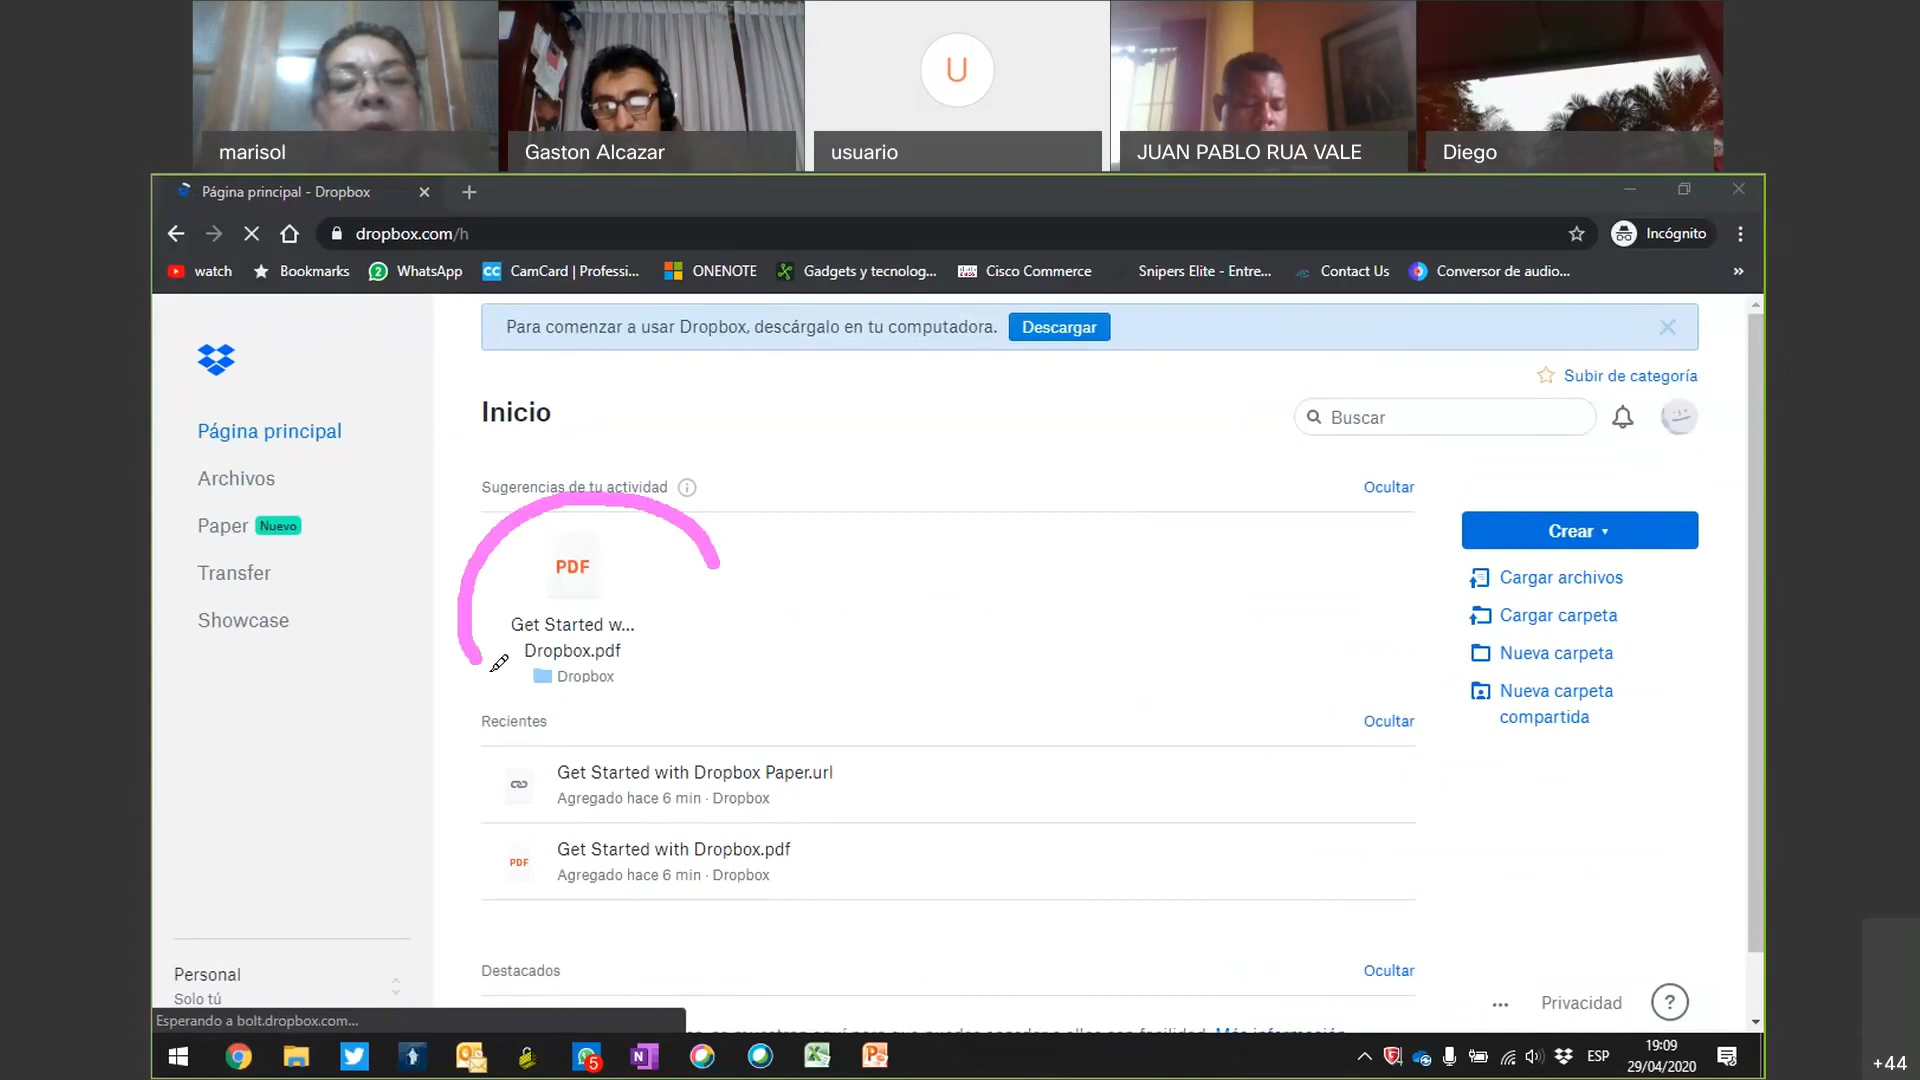 U
marisol
Gaston Alcazar
usuario
JUAN PABLO RUA VALE
Diego
Página principal - Dropbox
dropbox.com/h
Incógnito
watch
Bookmarks
2
WhatsApp
CC
CamCard | Professi...
ONENOTE
Gadgets y tecnolog...
Cisco Commerce
Snipers Elite - Entre...
Contact Us
Conversor de audio...
»
Para comenzar a usar Dropbox, descárgalo en tu computadora.
Descargar
Subir de categoría
Inicio
Buscar
Página principal
Archivos
Paper
Nuevo
Transfer
Showcase
Sugerencias de tu actividad
Ocultar
PDF
Get Started w...
Dropbox.pdf
Dropbox
Crear
Cargar archivos
Cargar carpeta
Nueva carpeta
Nueva carpeta
compartida
Recientes
Ocultar
Get Started with Dropbox Paper.url
Agregado hace 6 min · Dropbox
PDF
Get Started with Dropbox.pdf
Agregado hace 6 min · Dropbox
Destacados
Ocultar
Personal
Solo tú
... Privacidad
?
Esperando a bolt.dropbox.com...
Más información
5
ESP
19:09
29/04/2020
+44